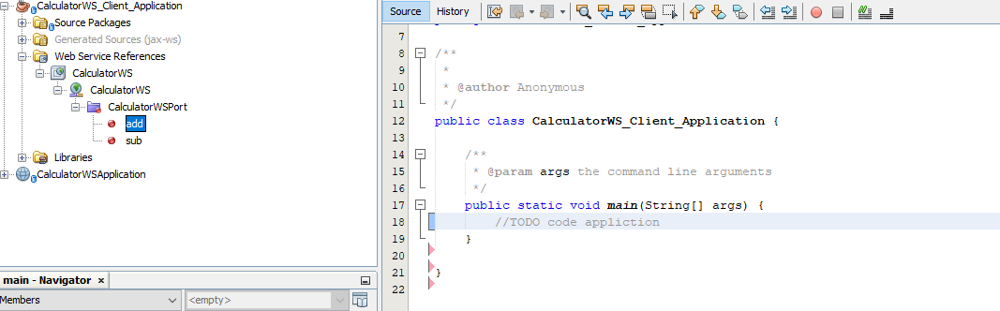 CalculatorWS_Client_Application
Source Packages
Generated Sources (jax-ws)
Web Service References
CalculatorWS
CalculatorWS
CalculatorWSPort
add
sub
Libraries
CalculatorWSApplication
main - Navigator ×
Members
<empty>
Source History
7
8 /**
9 *
10 * @author Anonymous
11 */
12 public class CalculatorWS_Client_Application {
13
14 /**
15 * @param args the command line arguments
16 */
17 public static void main(String[] args) {
18 //TODO code appliction
19 }
20
21 }
22